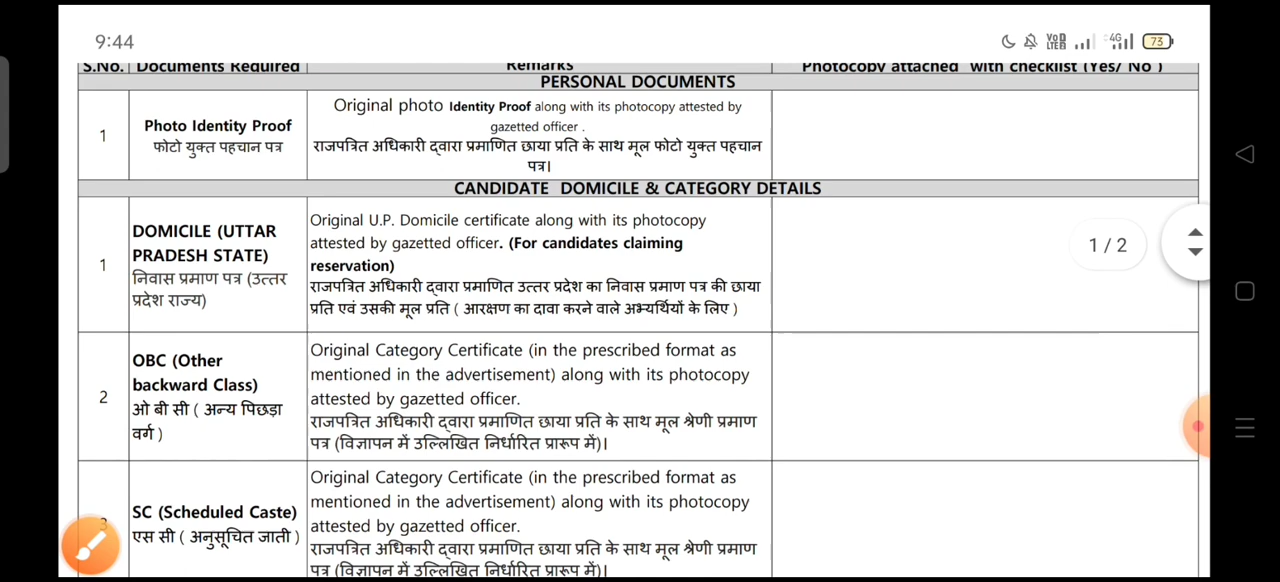 9:44
VoD LTE2 4G 73
S.No. Documents Required Remarks Photocopy attached with checklist (Yes/ No )
PERSONAL DOCUMENTS
1
Photo Identity Proof
फोटो युक्त पहचान पत्र
Original photo Identity Proof along with its photocopy attested by
gazetted officer .
राजपत्रित अधिकारी द्वारा प्रमाणित छाया प्रति के साथ मूल फोटो युक्त पहचान
पत्र।
CANDIDATE DOMICILE & CATEGORY DETAILS
1
DOMICILE (UTTAR
PRADESH STATE)
निवास प्रमाण पत्र (उत्तर
प्रदेश राज्य)
Original U.P. Domicile certificate along with its photocopy
attested by gazetted officer. (For candidates claiming
reservation)
राजपत्रित अधिकारी द्वारा प्रमाणित उत्तर प्रदेश का निवास प्रमाण पत्र की छाया
प्रति एवं उसकी मूल प्रति ( आरक्षण का दावा करने वाले अभ्यर्थियों के लिए )
1 / 2
2
OBC (Other
backward Class)
ओ बी सी ( अन्य पिछड़ा
वर्ग )
Original Category Certificate (in the prescribed format as
mentioned in the advertisement) along with its photocopy
attested by gazetted officer.
राजपत्रित अधिकारी द्वारा प्रमाणित छाया प्रति के साथ मूल श्रेणी प्रमाण
पत्र (विज्ञापन में उल्लिखित निर्धारित प्रारूप में)।
3
SC (Scheduled Caste)
एस सी ( अनुसूचित जाती )
Original Category Certificate (in the prescribed format as
mentioned in the advertisement) along with its photocopy
attested by gazetted officer.
राजपत्रित अधिकारी द्वारा प्रमाणित छाया प्रति के साथ मूल श्रेणी प्रमाण
पत्र (विज्ञापन में उल्लिखित निर्धारित प्रारूप में)।